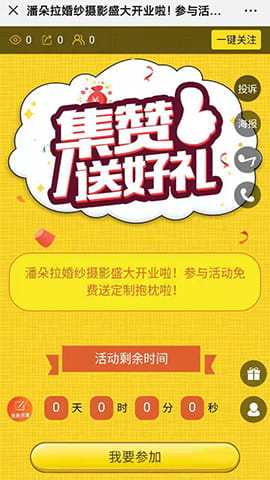 潘朵拉婚纱摄影盛大开业啦！参与活动...
0 0 0
一键关注
投诉
海报
集赞
送好礼
潘朵拉婚纱摄影盛大开业啦！参与活动免
费送定制抱枕啦！
活动剩余时间
0 天 0 时 0 分 0 秒
我要参加